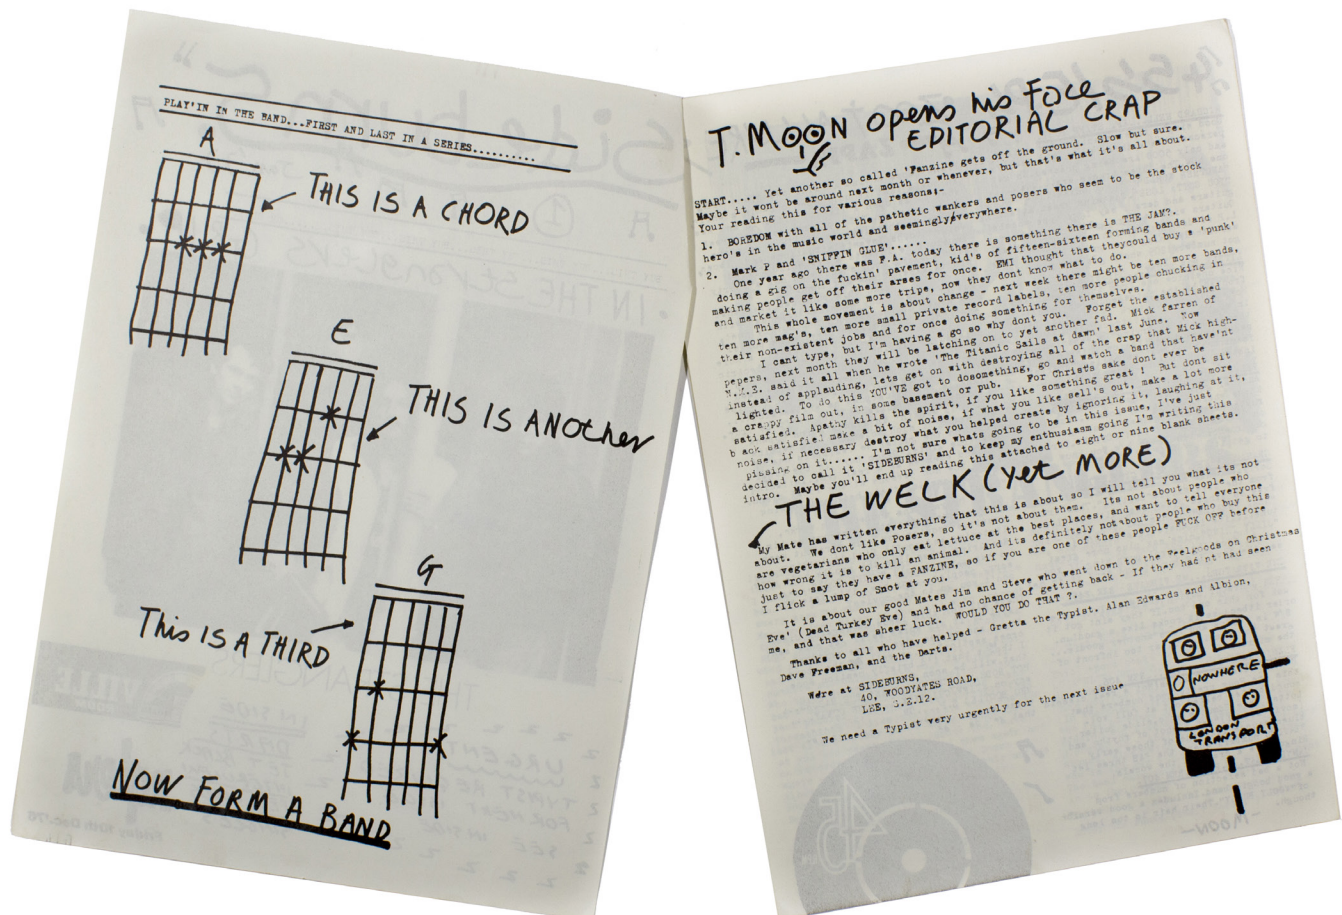 PLAY'IN IN THE BAND...FIRST AND LAST IN A SERIES..........
A
THIS IS A CHORD
E
THIS IS ANOther
G
This IS A THIRD
NOW FORM A BAND
T. MOON opens his Face
EDITORIAL CRAP
START..... Yet another so called 'Fanzine gets off the ground. Slow but sure.
Maybe it wont be around next month or whenever, but that's what it's all about.
Your reading this for various reasons;-
1. BOREDOM with all of the pathetic wankers and posers who seem to be the stock
hero's in the music world and seemingly everywhere.
2. Mark P and 'SNIFFIN GLUE'......
One year ago there was F.A. today there is something there is THE JAM?.
doing a gig on the fuckin' pavement, kid's of fifteen-sixteen forming bands and
making people get off their arses for once. EMI thought that theycould buy a 'punk'
and market it like some more tripe, now they dont know what to do.
This whole movement is about change - next week there might be ten more bands,
ten more mag's, ten more small private record labels, ten more people chucking in
their non-existent jobs and for once doing something for themselves.
I cant type, but I'm having a go so why dont you. Forget the established
pepers, next month they will be latching on to yet another fad. Mick farren of
N.M.E. said it all when he wrote 'The Titanic Sails at dawn' last June. Now
instead of applauding, lets get on with destroying all of the crap that Mick high-
lighted. To do this YOU'VE got to dosomething, go and watch a band that have'nt
a crappy film out, in some basement or pub. For Christs sake dont ever be
satisfied. Apathy kills the spirit, if you like something great ! But dont sit
b ack satisfied make a bit of noise, if what you like sell's out, make a lot more
noise, if necessary destroy what you helped create by ignoring it, laughing at it,
pissing on it...... I'm not sure whats going to be in this issue, I've just
decided to call it 'SIDEBURNS' and to keep my enthusiasm going I'm writing this
intro. Maybe you'll end up reading this attached to eight or nine blank sheets.
THE WELK (Yet MORE)
My Mate has written everything that this is about so I will tell you what its not
about. We dont like Posers, so it's not about them. Its not about people who
are vegetarians who only eat lettuce at the best places, and want to tell everyone
how wrong it is to kill an animal. And its definitely notabout people who buy this
just to say they have a FANZINE, so if you are one of these people FUCK OFF before
I flick a lump of Snot at you.
It is about our good Mates Jim and Steve who went down to the Feelgoods on Christmas
Eve' (Dead Turkey Eve) and had no chance of getting back - If they had nt had seen
me, and that was sheer luck. WOULD YOU DO THAT ?.
Thanks to all who have helped - Gretta the Typist. Alan Edwards and Albion,
Dave Freeman, and the Darts.
Were at SIDEBURNS,
40, WOODYATES ROAD,
LEE, S.E.12.
We need a Typist very urgently for the next issue
NOWHERE
LONDON
TRANSPORT